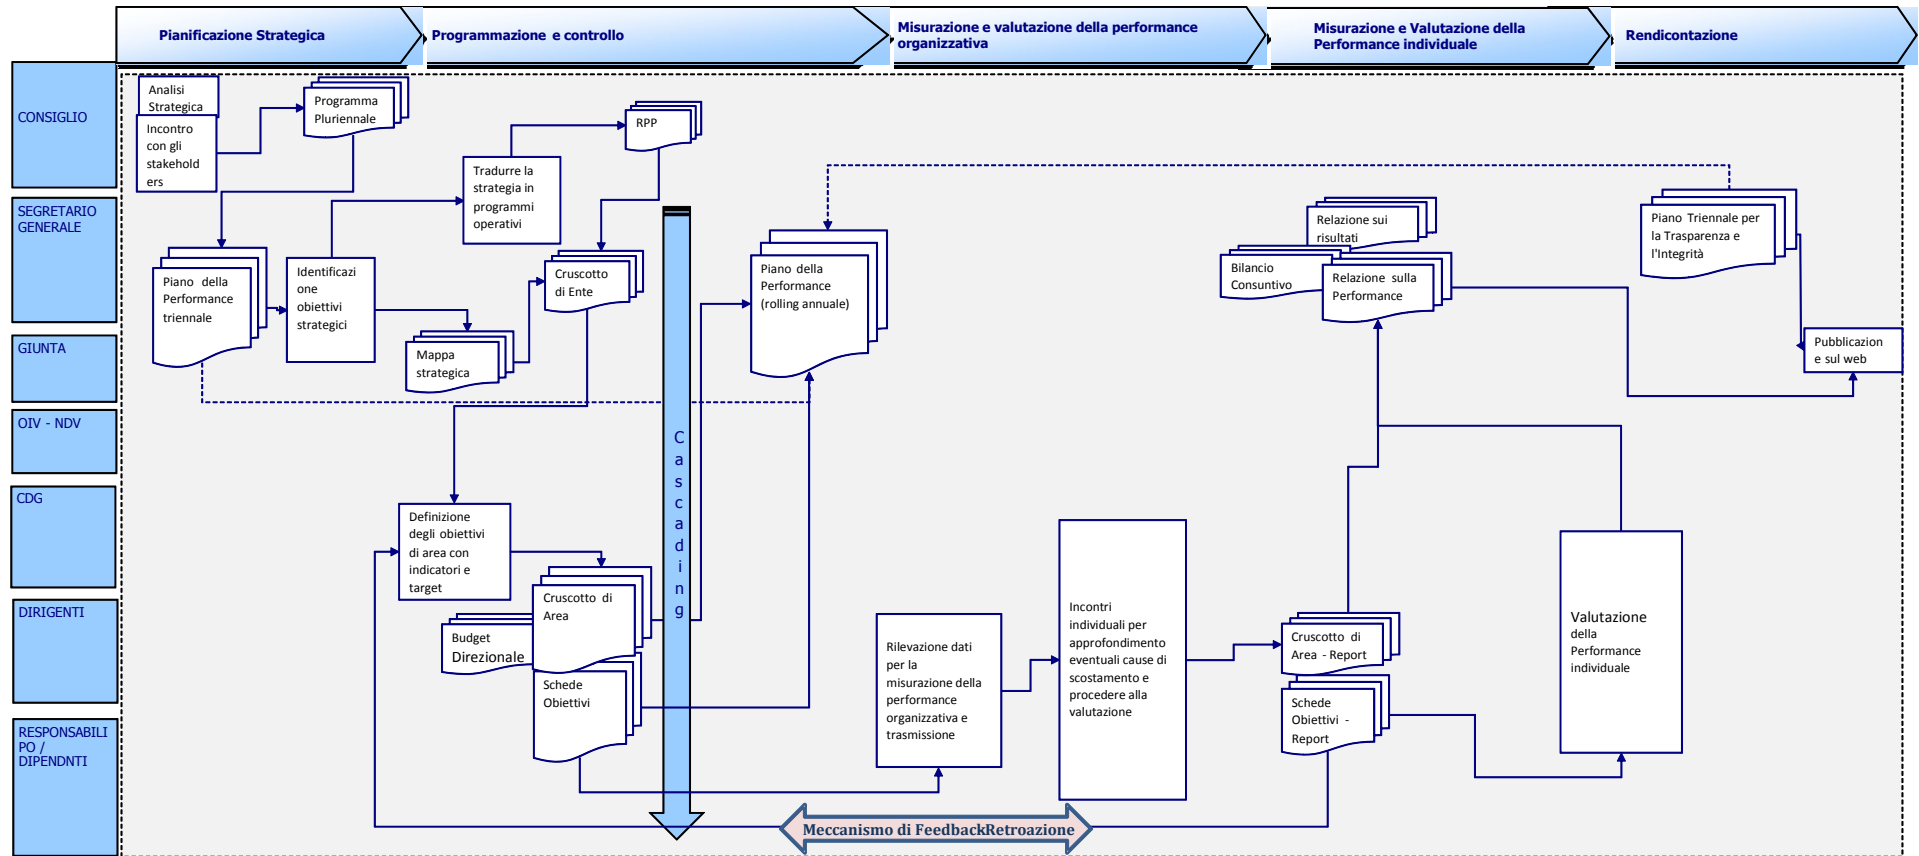 Pianificazione Strategica
Programmazione e controllo
Misurazione e valutazione della performance
organizzativa
Misurazione e Valutazione della
Performance individuale
Rendicontazione
CONSIGLIO
Analisi
Strategica
Incontro
con gli
stakehold
ers
Programma
Pluriennale
RPP
Tradurre la
strategia in
programmi
operativi
SEGRETARIO
GENERALE
Piano della
Performance
triennale
Identificazi
one
obiettivi
strategici
Cruscotto
di Ente
Piano della
Performance
(rolling annuale)
Relazione sui
risultati
Bilancio
Consuntivo
Relazione sulla
Performance
Piano Triennale per
la Trasparenza e
l'Integrità
GIUNTA
Mappa
strategica
Pubblicazion
e sul web
OIV - NDV
C
a
s
c
a
d
i
n
g
CDG
Definizione
degli obiettivi
di area con
indicatori e
target
DIRIGENTI
Cruscotto di
Area
Budget
Direzionale
Schede
Obiettivi
Rilevazione dati
per la
misurazione della
performance
organizzativa e
trasmissione
Incontri
individuali per
approfondimento
eventuali cause di
scostamento e
procedere alla
valutazione
Cruscotto di
Area - Report
Schede
Obiettivi -
Report
Valutazione
della
Performance
individuale
RESPONSABILI
PO /
DIPENDNTI
Meccanismo di FeedbackRetroazione